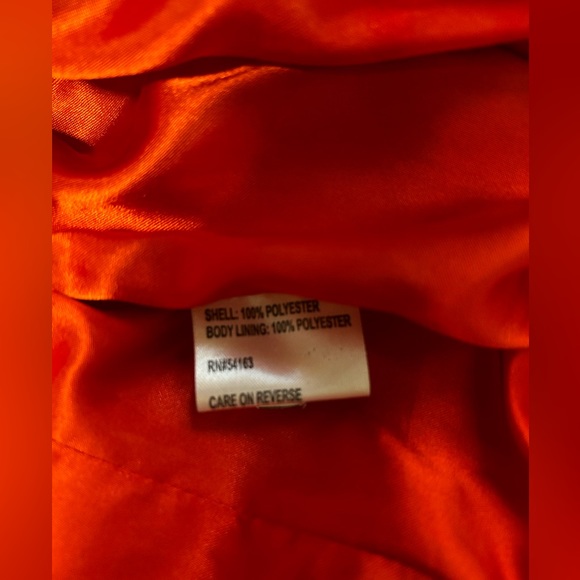 SHELL: 100% POLYESTER
BODY LINING: 100% POLYESTER
RN#54163
CARE ON REVERSE